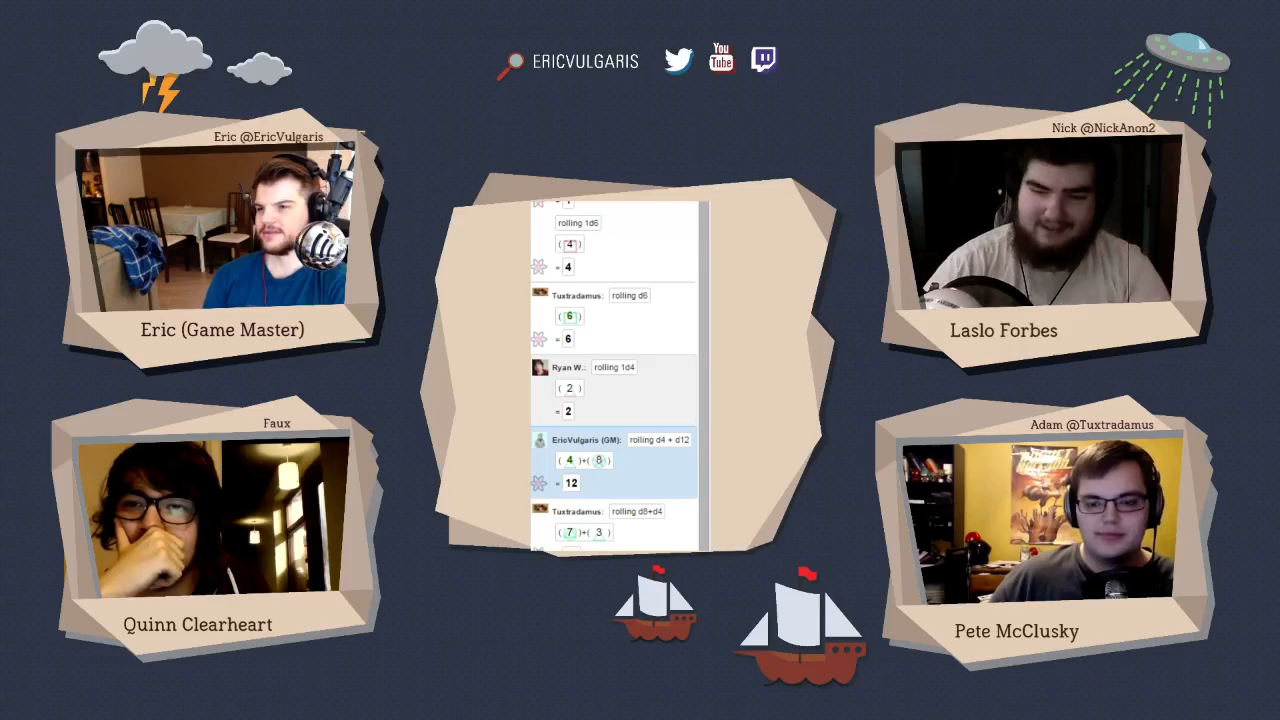 ERICVULGARIS
You
Tube
Eric @EricVulgaris
Eric (Game Master)
Nick @NickAnon2
Laslo Forbes
rolling 1d6
( 4 )
= 4
Tuxtradamus: rolling d6
( 6 )
= 6
Ryan W.: rolling 1d4
( 2 )
= 2
EricVulgaris (GM): rolling d4 + d12
( 4 )+( 8 )
= 12
Tuxtradamus: rolling d8+d4
( 7 )+( 3 )
Faux
Quinn Clearheart
Adam @Tuxtradamus
Pete McClusky